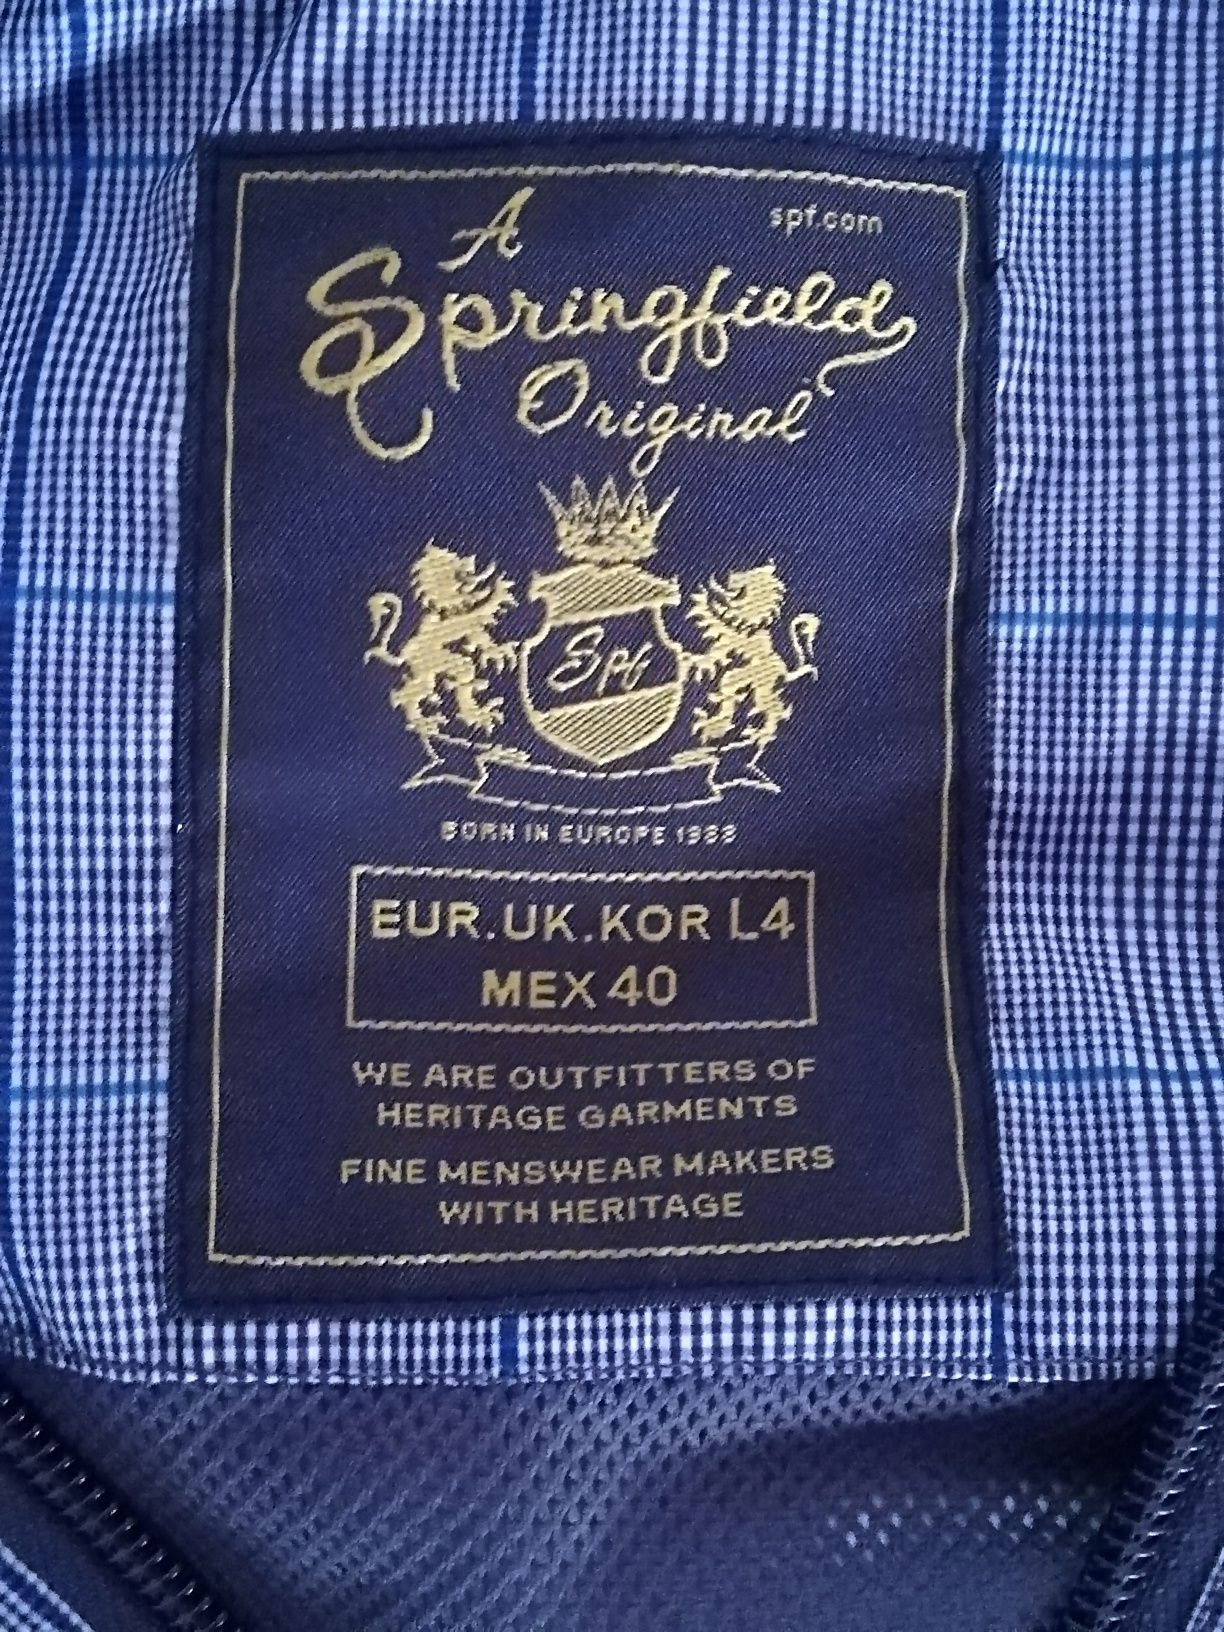 spf.com
A
Springfield
Original
Spf
BORN IN EUROPE 1988
EUR.UK.KOR L4
MEX 40
WE ARE OUTFITTERS OF
HERITAGE GARMENTS
FINE MENSWEAR MAKERS
WITH HERITAGE